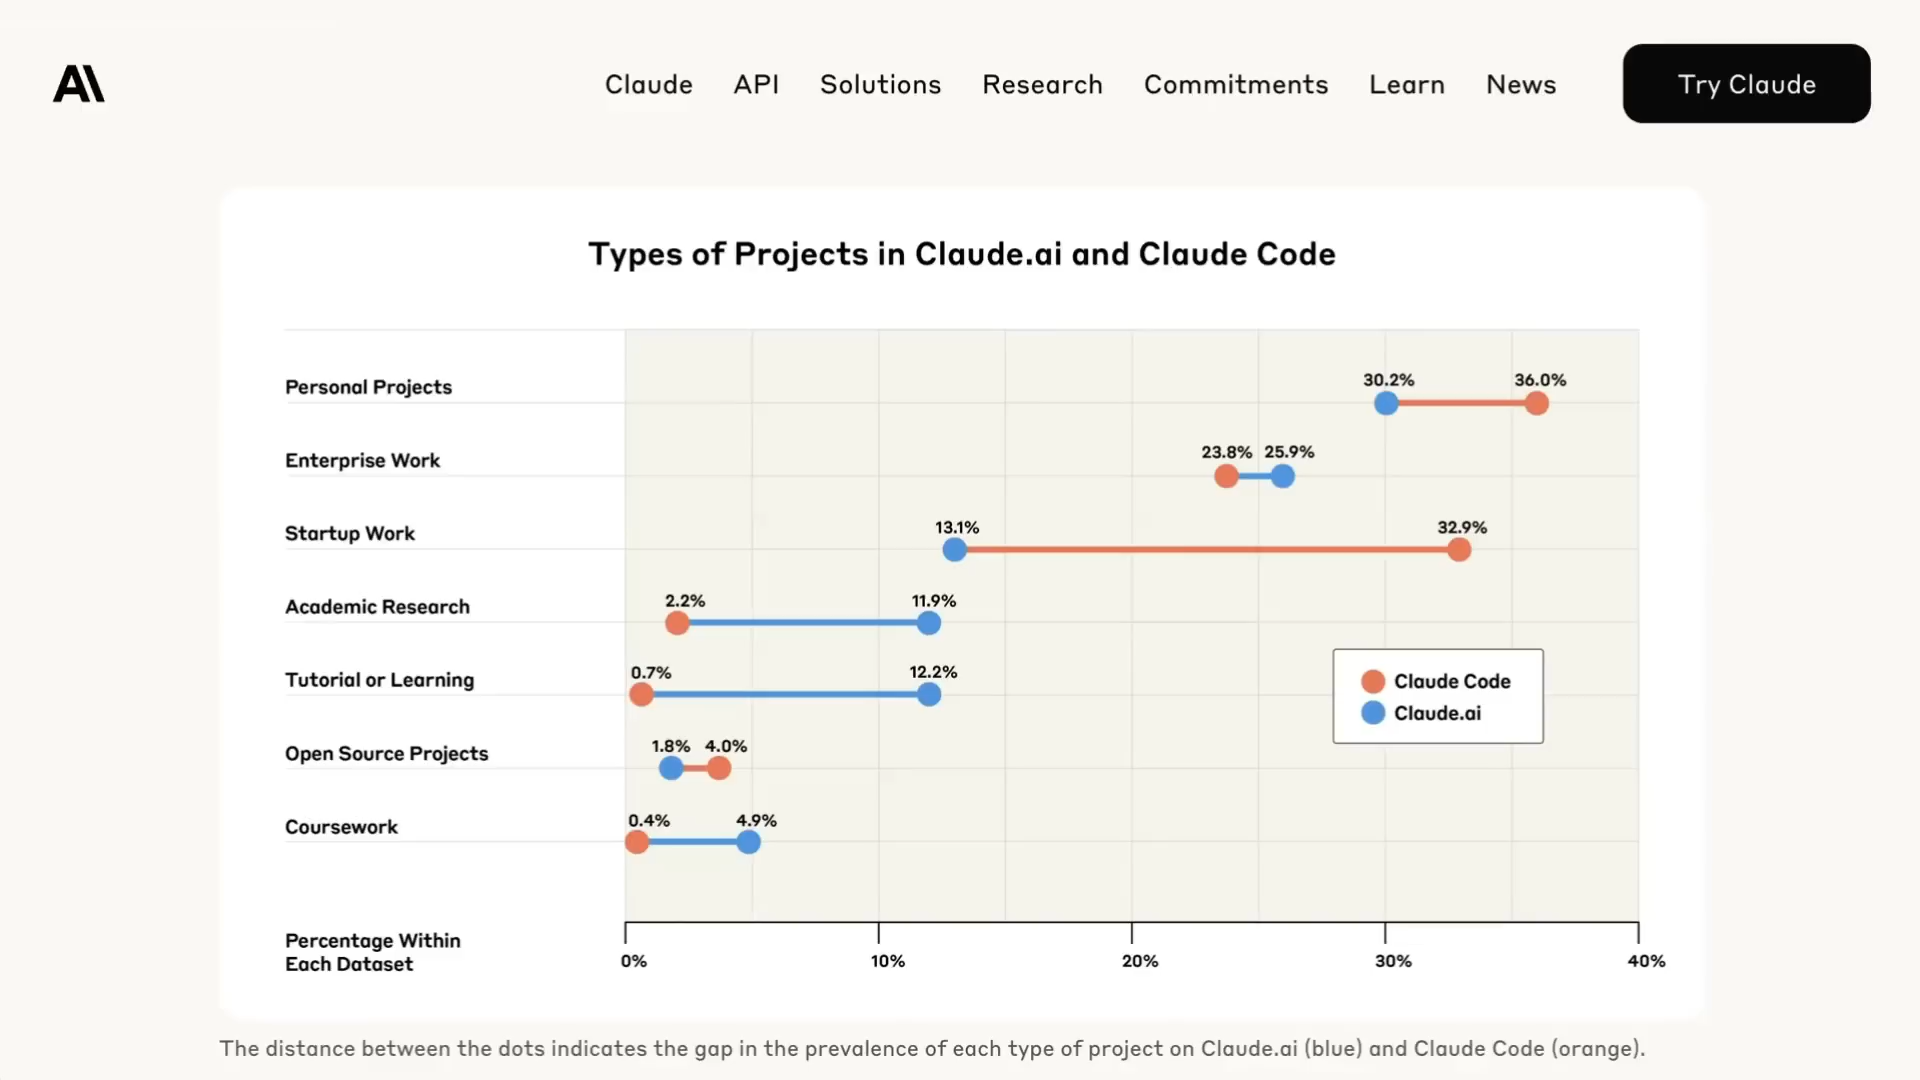 AI
Claude API Solutions Research Commitments Learn News Try Claude
Types of Projects in Claude.ai and Claude Code
Personal Projects 30.2% 36.0%
Enterprise Work 23.8% 25.9%
Startup Work 13.1% 32.9%
Academic Research 2.2% 11.9%
Tutorial or Learning 0.7% 12.2%
Claude Code
Claude.ai
Open Source Projects 1.8% 4.0%
Coursework 0.4% 4.9%
Percentage Within
Each Dataset
0% 10% 20% 30% 40%
The distance between the dots indicates the gap in the prevalence of each type of project on Claude.ai (blue) and Claude Code (orange).